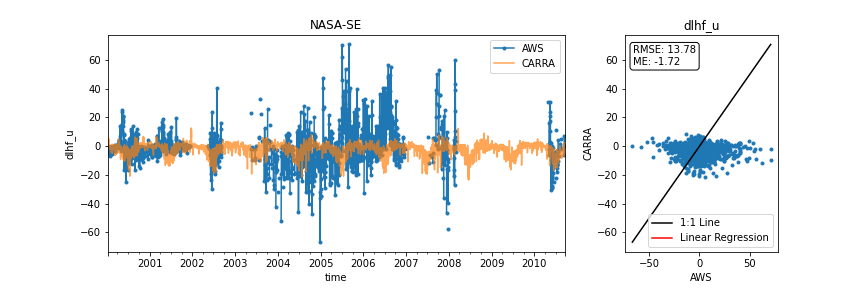 NASA-SE
dlhf_u
60
40
20
0
−20
−40
−60
2001
2002
2003
2004
2005
2006
2007
2008
2009
2010
time
AWS
CARRA
dlhf_u
CARRA
60
40
20
0
−20
−40
−60
−50
0
50
AWS
RMSE: 13.78
ME: -1.72
1:1 Line
Linear Regression